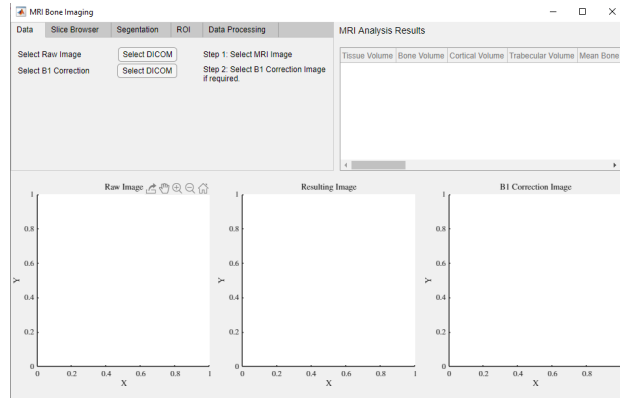 MRI Bone Imaging
Data Slice Browser Segentation ROI Data Processing
Select Raw Image Select DICOM Step 1: Select MRI Image
Select B1 Correction Select DICOM Step 2: Select B1 Correction Image
if required.
MRI Analysis Results
Tissue Volume Bone Volume Cortical Volume Trabecular Volume Mean Bone
Raw Image
1
0.8
0.6
0.4
0.2
0
Y
0 0.2 0.4 0.6 0.8 1
X
Resulting Image
1
0.8
0.6
0.4
0.2
0
Y
0 0.2 0.4 0.6 0.8 1
X
B1 Correction Image
1
0.8
0.6
0.4
0.2
0
Y
0 0.2 0.4 0.6 0.8
X